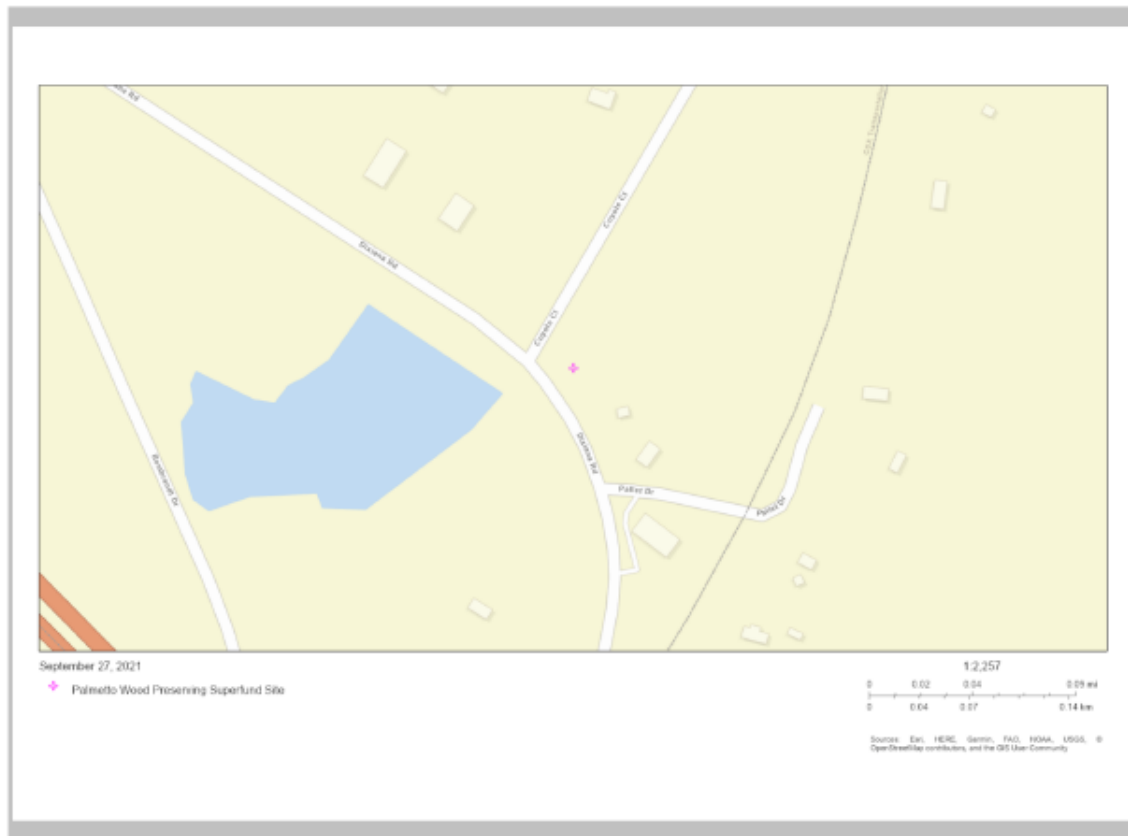 Dixiana Rd
Coyote Ct
Coyote Ct
Dixiana Rd
Pallet Dr
Pallet Dr
September 27, 2021
Palmetto Wood Preserving Superfund Site
1:2,257
0 0.02 0.04 0.09 mi
0 0.04 0.07 0.14 km
Sources: Esri, HERE, Garmin, FAO, NOAA, USGS, ©
OpenStreetMap contributors, and the GIS User Community